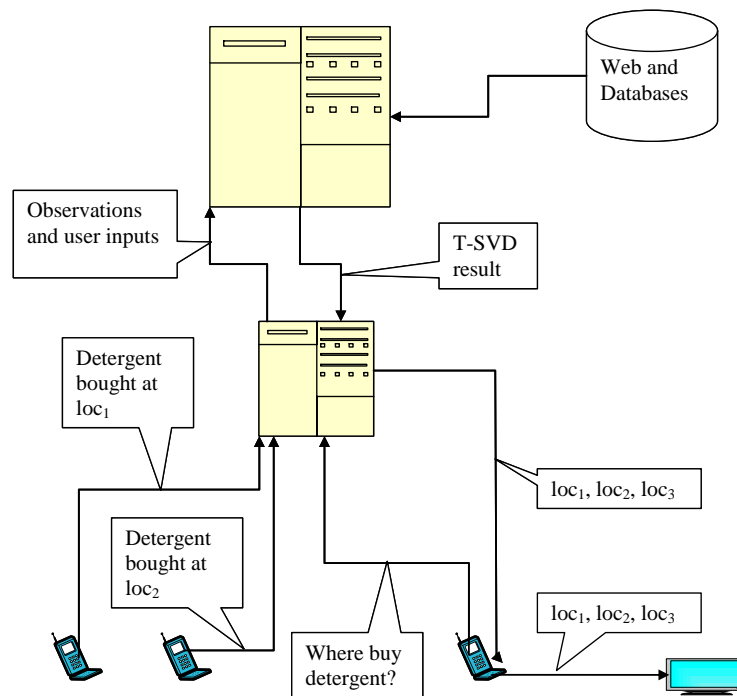 Web and
Databases
Observations
and user inputs
T-SVD
result
Detergent
bought at
loc₁
loc₁, loc₂, loc₃
Detergent
bought at
loc₂
Where buy
detergent?
loc₁, loc₂, loc₃